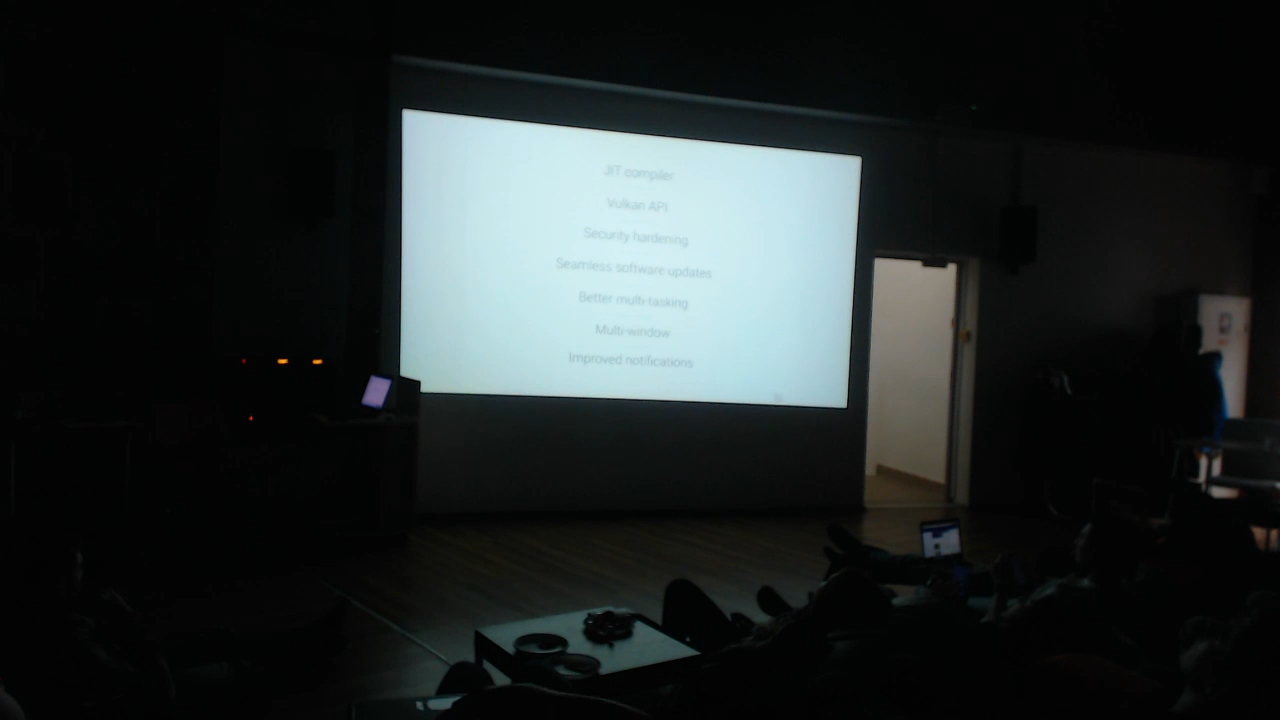 JIT compiler
Vulkan API
Security hardening
Seamless software updates
Better multi-tasking
Multi-window
Improved notifications